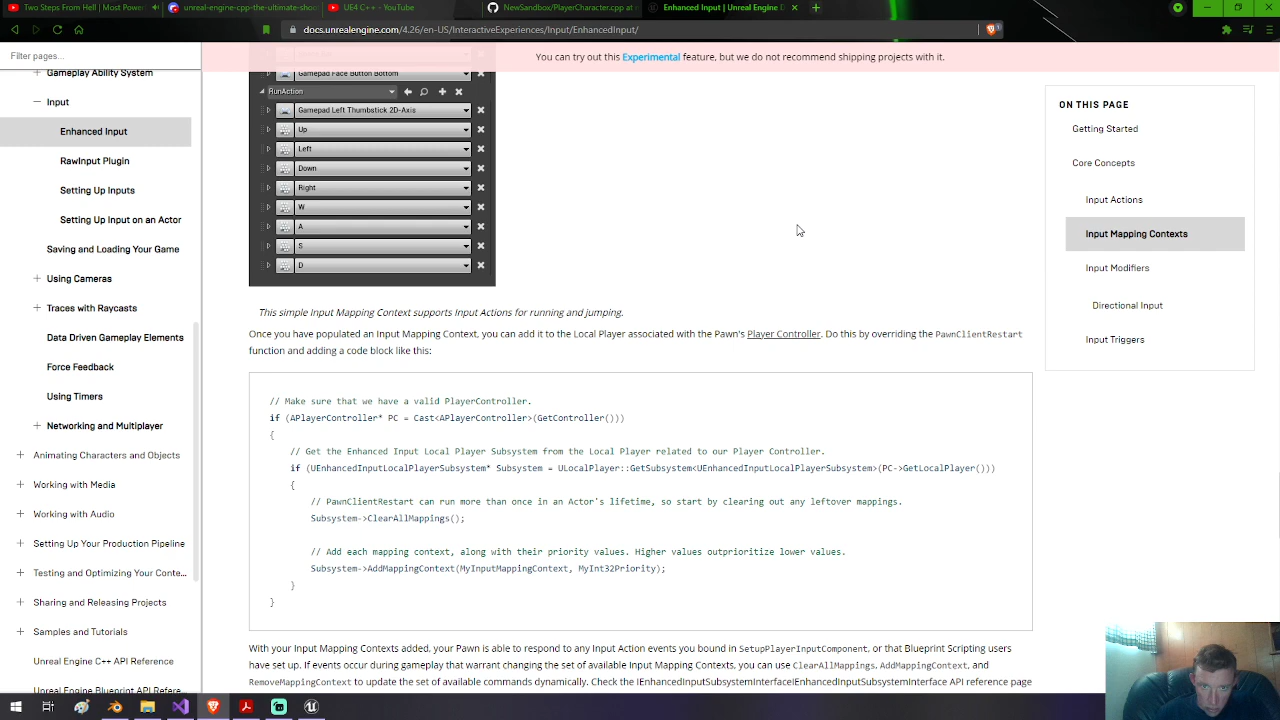 Two Steps From Hell | Most Power
unreal-engine-cpp-the-ultimate-shoo
UE4 C++ - YouTube
NewSandbox/PlayerCharacter.cpp at
Enhanced Input | Unreal Engine D
docs.unrealengine.com/4.26/en-US/InteractiveExperiences/Input/EnhancedInput/
Filter pages...
You can try out this Experimental feature, but we do not recommend shipping projects with it.
Gameplay Ability System
Input
Enhanced Input
RawInput Plugin
Setting Up Inputs
Setting Up Input on an Actor
Saving and Loading Your Game
Using Cameras
Traces with Raycasts
Data Driven Gameplay Elements
Force Feedback
Using Timers
Networking and Multiplayer
Animating Characters and Objects
Working with Media
Working with Audio
Setting Up Your Production Pipeline
Testing and Optimizing Your Conte...
Sharing and Releasing Projects
Samples and Tutorials
Unreal Engine C++ API Reference
Unreal Engine Blueprint API Reference
Gamepad Face Button Bottom
RunAction
Gamepad Left Thumbstick 2D-Axis
Up
Left
Down
Right
W
A
S
D
This simple Input Mapping Context supports Input Actions for running and jumping.
Once you have populated an Input Mapping Context, you can add it to the Local Player associated with the Pawn's Player Controller. Do this by overriding the PawnClientRestart
function and adding a code block like this:
// Make sure that we have a valid PlayerController.
if (APlayerController* PC = Cast<APlayerController>(GetController()))
{
// Get the Enhanced Input Local Player Subsystem from the Local Player related to our Player Controller.
if (UEnhancedInputLocalPlayerSubsystem* Subsystem = ULocalPlayer::GetSubsystem<UEnhancedInputLocalPlayerSubsystem>(PC->GetLocalPlayer()))
{
// PawnClientRestart can run more than once in an Actor's lifetime, so start by clearing out any leftover mappings.
Subsystem->ClearAllMappings();
// Add each mapping context, along with their priority values. Higher values outprioritize lower values.
Subsystem->AddMappingContext(MyInputMappingContext, MyInt32Priority);
}
}
With your Input Mapping Contexts added, your Pawn is able to respond to any Input Action events you bound in SetupPlayerInputComponent, or that Blueprint Scripting users
have set up. If events occur during gameplay that warrant changing the set of available Input Mapping Contexts, you can use ClearAllMappings, AddMappingContext, and
RemoveMappingContext to update the set of available commands dynamically. Check the IEnhancedInputSubsystemInterfaceIEnhancedInputSubsystemInterface API reference page
ON THIS PAGE
Getting Started
Core Concepts
Input Actions
Input Mapping Contexts
Input Modifiers
Directional Input
Input Triggers